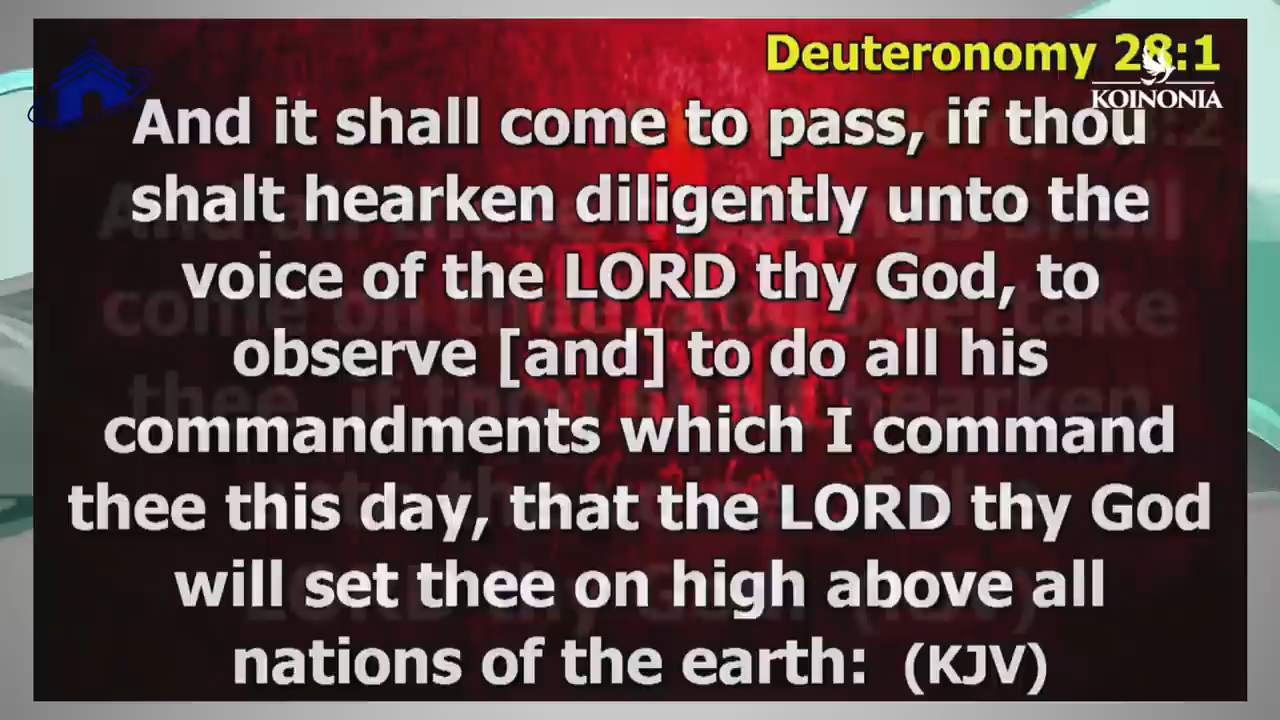 Deuteronomy 28:1
KOINONIA
And it shall come to pass, if thou
shalt hearken diligently unto the
voice of the LORD thy God, to
observe [and] to do all his
commandments which I command
thee this day, that the LORD thy God
will set thee on high above all
nations of the earth: (KJV)